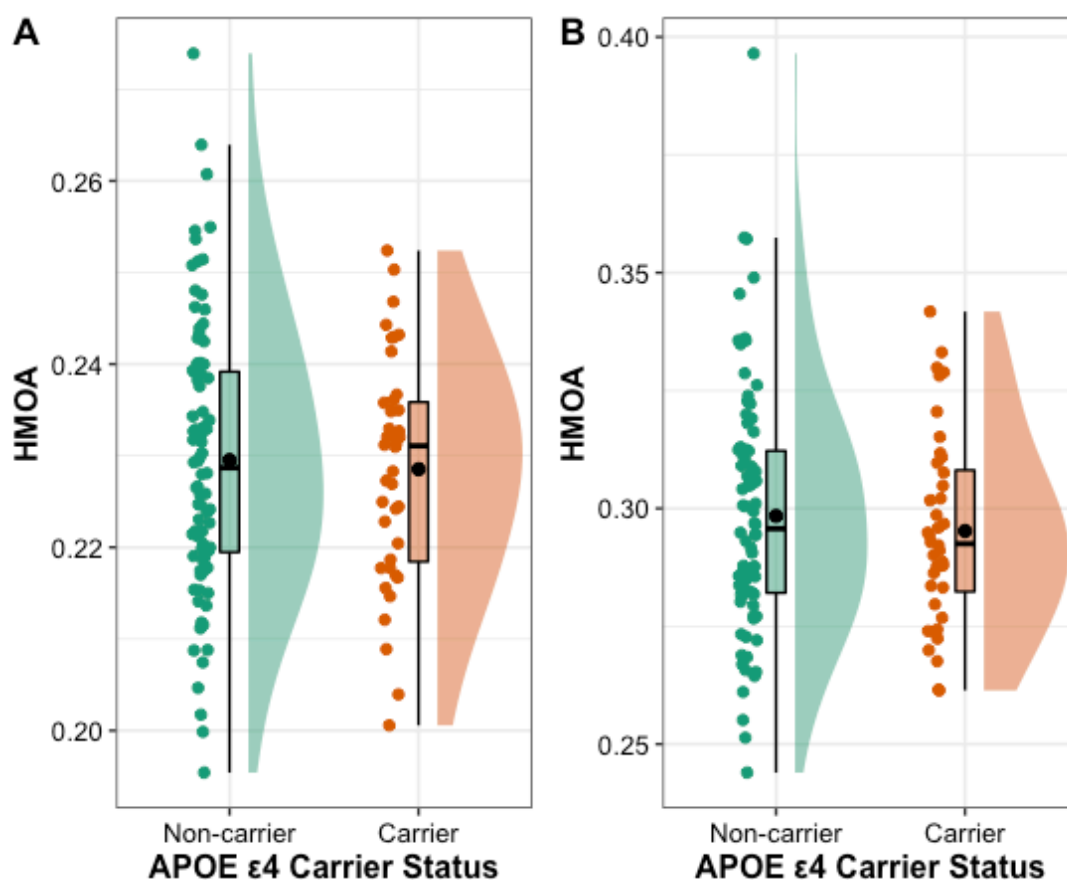 A
HMOA
0.26
0.24
0.22
0.20
Non-carrier
Carrier
APOE ε4 Carrier Status
B
HMOA
0.40
0.35
0.30
0.25
Non-carrier
Carrier
APOE ε4 Carrier Status